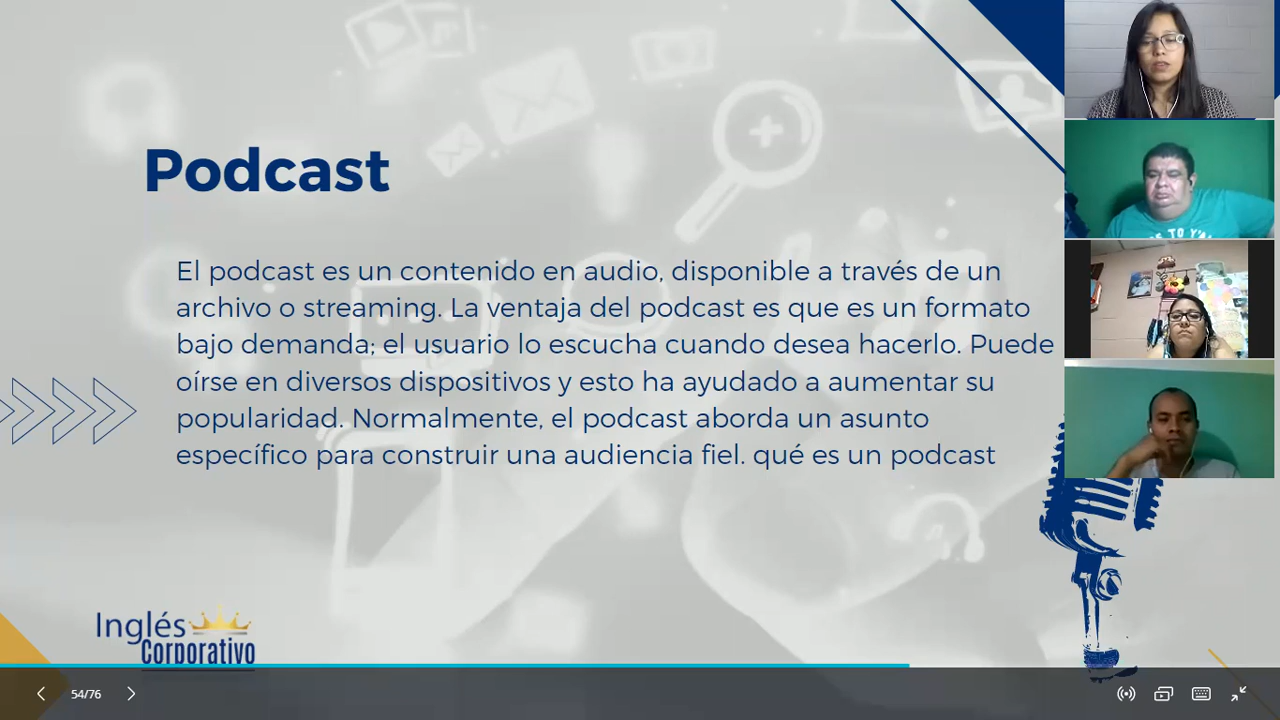 Podcast
El podcast es un contenido en audio, disponible a través de un
archivo o streaming. La ventaja del podcast es que es un formato
bajo demanda; el usuario lo escucha cuando desea hacerlo. Puede
oírse en diversos dispositivos y esto ha ayudado a aumentar su
popularidad. Normalmente, el podcast aborda un asunto
específico para construir una audiencia fiel. qué es un podcast
Inglés
Corporativo
54/76